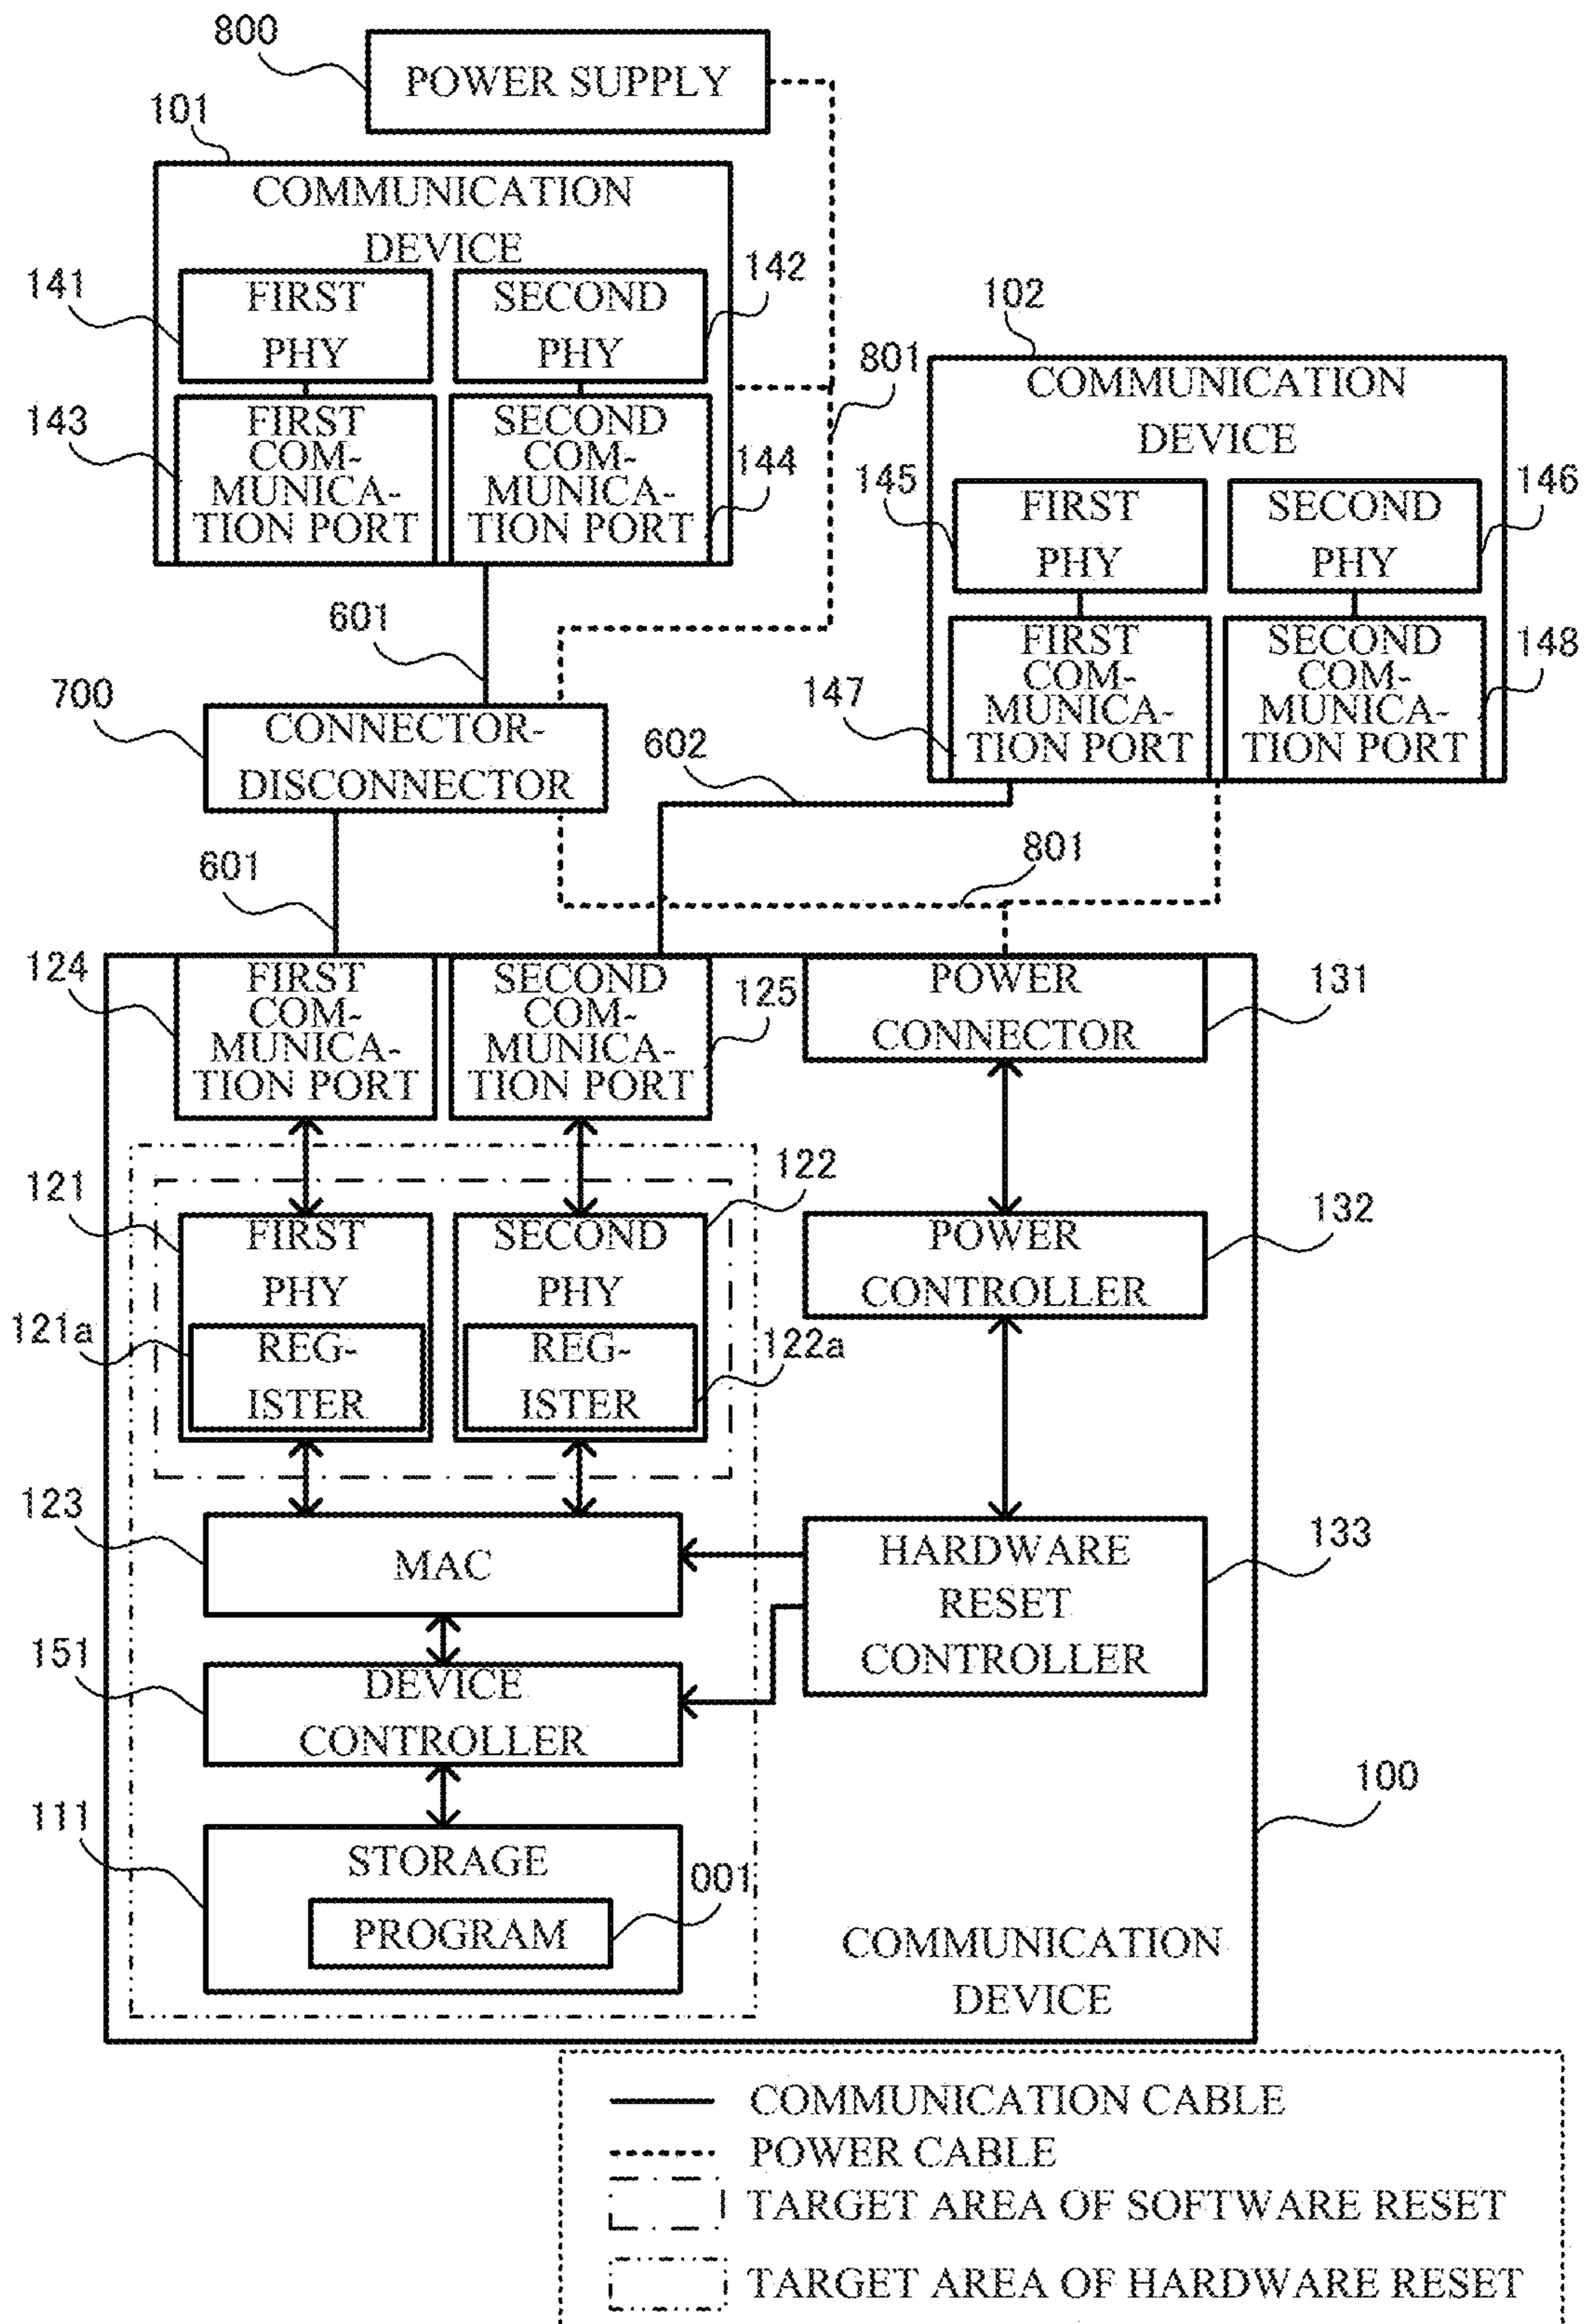 800
POWER SUPPLY
101
COMMUNICATION
DEVICE
141
FIRST
PHY
SECOND
PHY
142
143
FIRST
COM-
MUNICA-
TION PORT
SECOND
COM-
MUNICA-
TION PORT
144
801
102
COMMUNICATION
DEVICE
145
FIRST
PHY
SECOND
PHY
146
147
FIRST
COM-
MUNICA-
TION PORT
SECOND
COM-
MUNICA-
TION PORT
148
601
700
CONNECTOR-
DISCONNECTOR
602
601
801
124
FIRST
COM-
MUNICA-
TION PORT
SECOND
COM-
MUNICA-
TION PORT
125
POWER
CONNECTOR
131
121
FIRST
PHY
SECOND
PHY
122
121a
REG-
ISTER
REG-
ISTER
122a
POWER
CONTROLLER
132
123
MAC
HARDWARE
RESET
CONTROLLER
133
151
DEVICE
CONTROLLER
111
STORAGE
PROGRAM
001
100
COMMUNICATION
DEVICE
COMMUNICATION CABLE
POWER CABLE
TARGET AREA OF SOFTWARE RESET
TARGET AREA OF HARDWARE RESET